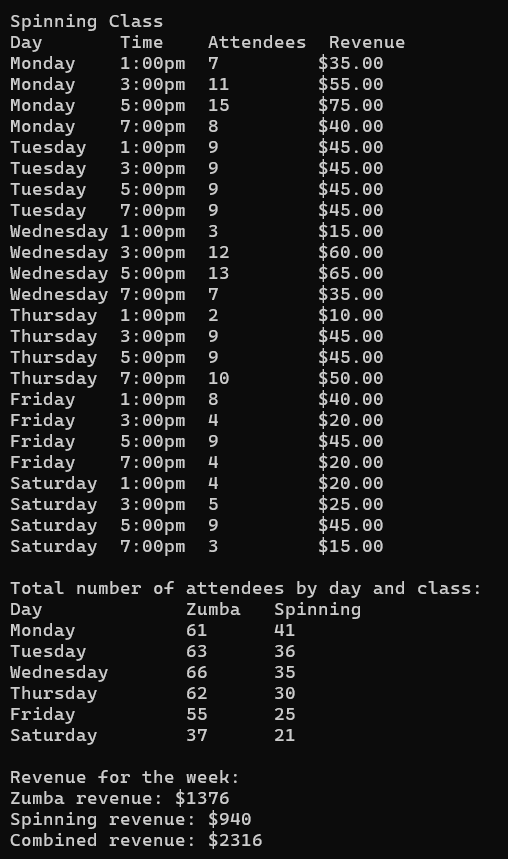 Spinning Class
Day Time Attendees Revenue
Monday 1:00pm 7 $35.00
Monday 3:00pm 11 $55.00
Monday 5:00pm 15 $75.00
Monday 7:00pm 8 $40.00
Tuesday 1:00pm 9 $45.00
Tuesday 3:00pm 9 $45.00
Tuesday 5:00pm 9 $45.00
Tuesday 7:00pm 9 $45.00
Wednesday 1:00pm 3 $15.00
Wednesday 3:00pm 12 $60.00
Wednesday 5:00pm 13 $65.00
Wednesday 7:00pm 7 $35.00
Thursday 1:00pm 2 $10.00
Thursday 3:00pm 9 $45.00
Thursday 5:00pm 9 $45.00
Thursday 7:00pm 10 $50.00
Friday 1:00pm 8 $40.00
Friday 3:00pm 4 $20.00
Friday 5:00pm 9 $45.00
Friday 7:00pm 4 $20.00
Saturday 1:00pm 4 $20.00
Saturday 3:00pm 5 $25.00
Saturday 5:00pm 9 $45.00
Saturday 7:00pm 3 $15.00
Total number of attendees by day and class:
Day Zumba Spinning
Monday 61 41
Tuesday 63 36
Wednesday 66 35
Thursday 62 30
Friday 55 25
Saturday 37 21
Revenue for the week:
Zumba revenue: $1376
Spinning revenue: $940
Combined revenue: $2316